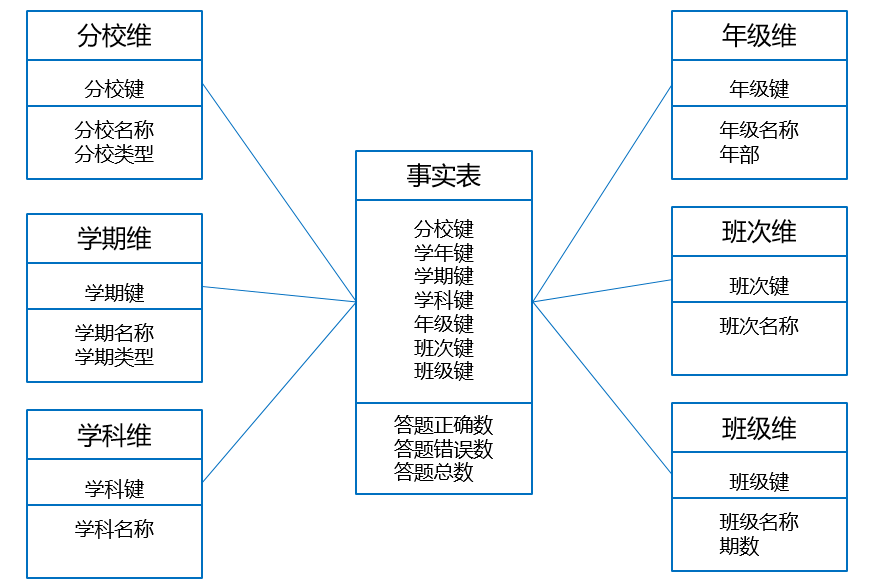 分校维
分校键
分校名称
分校类型
学期维
学期键
学期名称
学期类型
学科维
学科键
学科名称
事实表
分校键
学年键
学期键
学科键
年级键
班次键
班级键
答题正确数
答题错误数
答题总数
年级维
年级键
年级名称
年部
班次维
班次键
班次名称
班级维
班级键
班级名称
期数